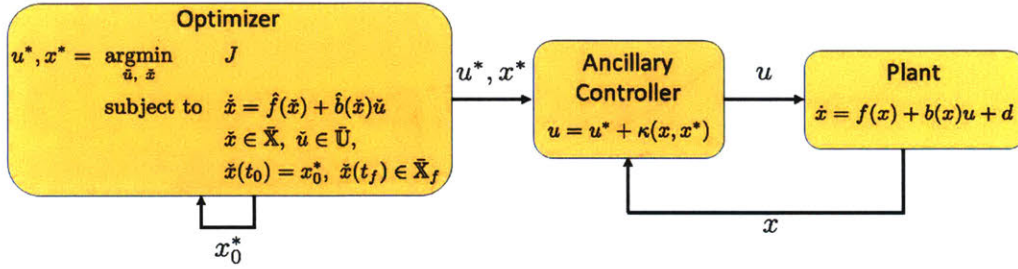 Optimizer
u*, x* = argmin J
ǔ, x̌
subject to ẋ̌ = f̂(x̌) + b̂(x̌)ǔ
x̌ ∈ 𝕏̄, ǔ ∈ 𝕌̄,
x̌(t₀) = x₀*, x̌(t_f) ∈ 𝕏̄_f
x₀*
u*, x*
Ancillary
Controller
u = u* + κ(x, x*)
u
Plant
ẋ = f(x) + b(x)u + d
x